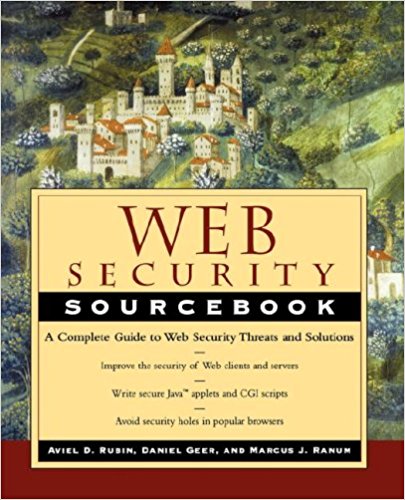 WEB
SECURITY
SOURCEBOOK
A Complete Guide to Web Security Threats and Solutions
Improve the security of Web clients and servers
Write secure Java™ applets and CGI scripts
Avoid security holes in popular browsers
AVIEL D. RUBIN, DANIEL GEER, AND MARCUS J. RANUM